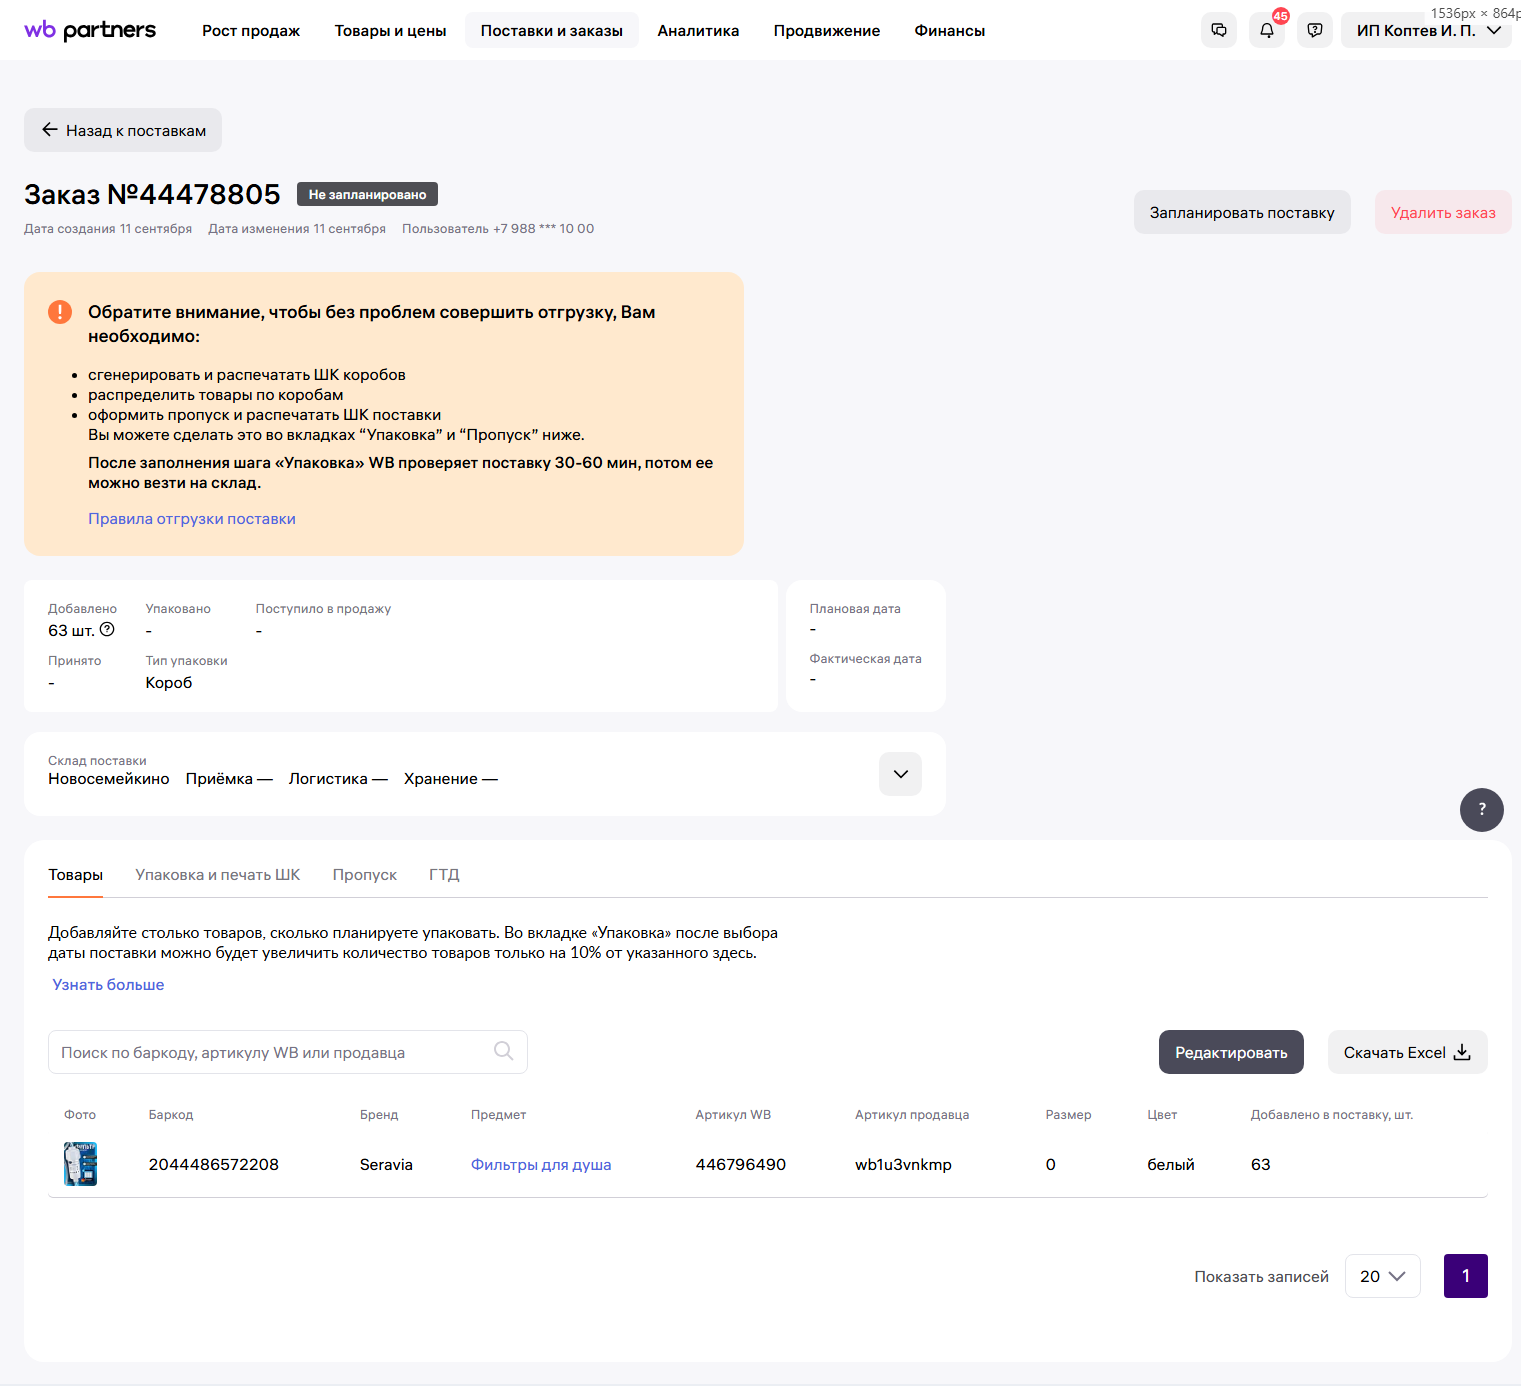 wb partners
Рост продаж
Товары и цены
Поставки и заказы
Аналитика
Продвижение
Финансы
45
ИП Коптев И. П.
1536px × 864p
Назад к поставкам
Заказ №44478805
Не запланировано
Дата создания 11 сентября
Дата изменения 11 сентября
Пользователь +7 988 *** 10 00
Запланировать поставку
Удалить заказ
Обратите внимание, чтобы без проблем совершить отгрузку, Вам
необходимо:
• сгенерировать и распечатать ШК коробов
• распределить товары по коробам
• оформить пропуск и распечатать ШК поставки
Вы можете сделать это во вкладках “Упаковка” и “Пропуск” ниже.
После заполнения шага «Упаковка» WB проверяет поставку 30-60 мин, потом ее
можно везти на склад.
Правила отгрузки поставки
Добавлено
Упаковано
Поступило в продажу
63 шт.
-
-
Принято
Тип упаковки
-
Короб
Плановая дата
-
Фактическая дата
-
Склад поставки
Новосемейкино
Приёмка —
Логистика —
Хранение —
?
Товары
Упаковка и печать ШК
Пропуск
ГТД
Добавляйте столько товаров, сколько планируете упаковать. Во вкладке «Упаковка» после выбора
даты поставки можно будет увеличить количество товаров только на 10% от указанного здесь.
Узнать больше
Поиск по баркоду, артикулу WB или продавца
Редактировать
Скачать Excel
Фото
Баркод
Бренд
Предмет
Артикул WB
Артикул продавца
Размер
Цвет
Добавлено в поставку, шт.
2044486572208
Seravia
Фильтры для душа
446796490
wb1u3vnkmp
0
белый
63
Показать записей
20
1